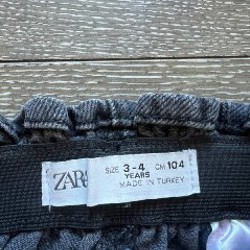 ZARA
SIZE 3-4 YEARS CM 104
MADE IN TURKEY